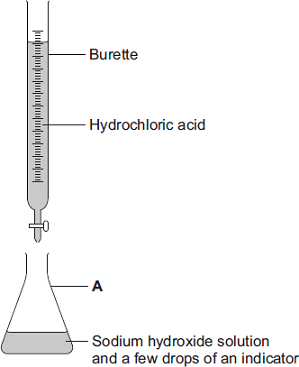 Burette
Hydrochloric acid
A
Sodium hydroxide solution
and a few drops of an indicator